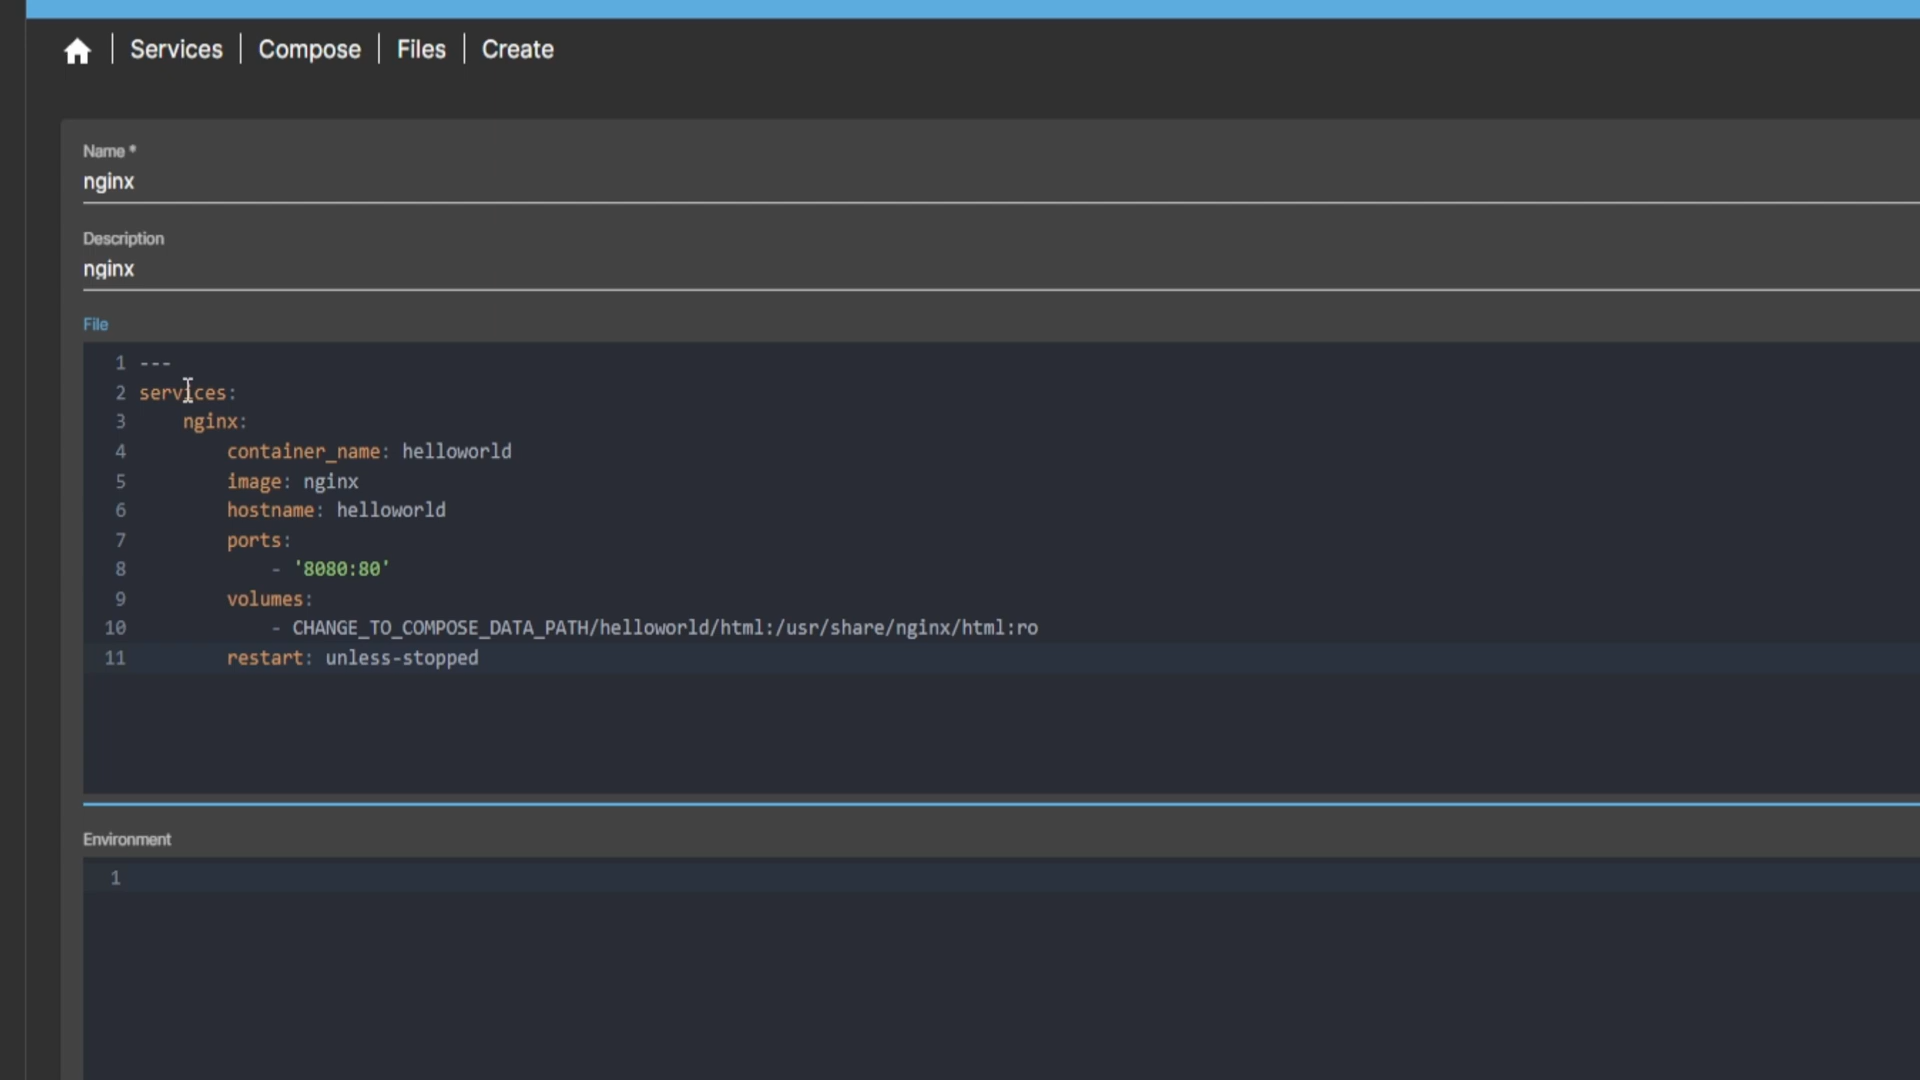 Services | Compose | Files | Create
Name *
nginx
Description
nginx
File
1 ---
2 services:
3     nginx:
4         container_name: helloworld
5         image: nginx
6         hostname: helloworld
7         ports:
8             - '8080:80'
9         volumes:
10             - CHANGE_TO_COMPOSE_DATA_PATH/helloworld/html:/usr/share/nginx/html:ro
11         restart: unless-stopped
Environment
1